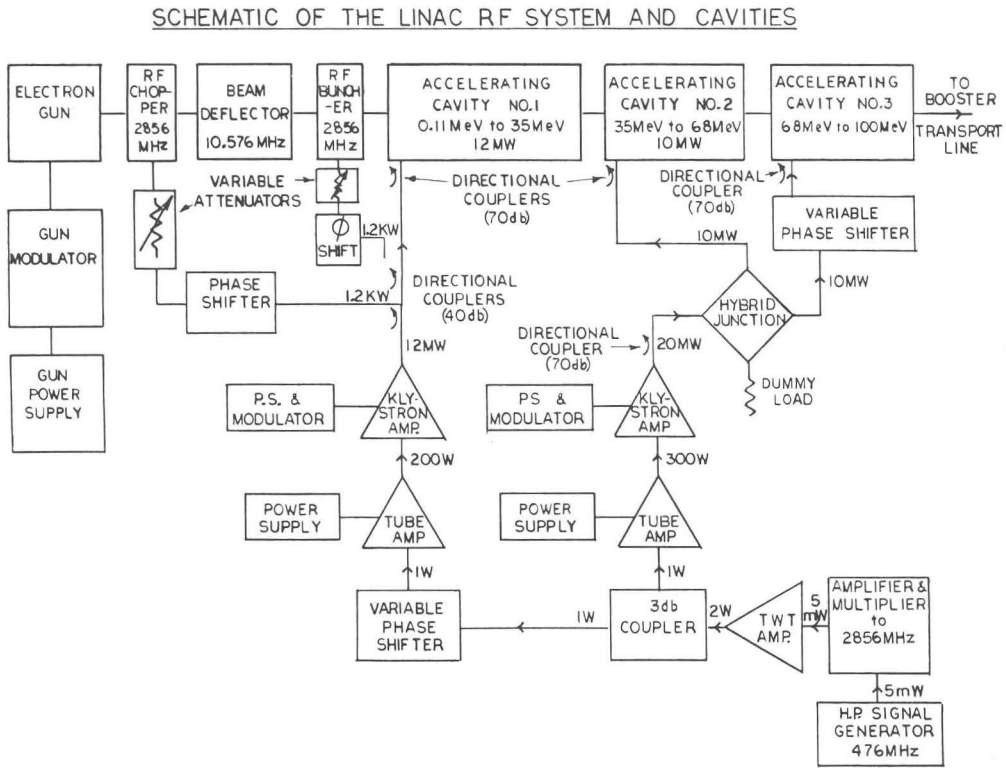 SCHEMATIC OF THE LINAC RF SYSTEM AND CAVITIES
ELECTRON
GUN
RF
CHOP-
PER
2856
MHz
BEAM
DEFLECTOR
10.576 MHz
RF
BUNCH-
ER
2856
MHz
ACCELERATING
CAVITY NO.1
0.11MeV to 35MeV
12MW
ACCELERATING
CAVITY NO.2
35MeV to 68MeV
10MW
ACCELERATING
CAVITY NO.3
68MeV to 100MeV
TO
BOOSTER
TRANSPORT
LINE
GUN
MODULATOR
GUN
POWER
SUPPLY
VARIABLE
ATTENUATORS
Ø
SHIFT
1.2KW
DIRECTIONAL
COUPLERS
(70db)
DIRECTIONAL
COUPLER
(70db)
VARIABLE
PHASE SHIFTER
10MW
10MW
PHASE
SHIFTER
1.2KW
DIRECTIONAL
COUPLERS
(40db)
12MW
HYBRID
JUNCTION
DIRECTIONAL
COUPLER
(70db)
20MW
DUMMY
LOAD
P.S. &
MODULATOR
KLY-
STRON
AMP.
PS &
MODULATOR
KLY-
STRON
AMP
200W
300W
POWER
SUPPLY
TUBE
AMP
POWER
SUPPLY
TUBE
AMP
1W
1W
VARIABLE
PHASE
SHIFTER
1W
3db
COUPLER
2W
TWT
AMP.
5
mW
AMPLIFIER &
MULTIPLIER
to
2856MHz
5mW
H.P. SIGNAL
GENERATOR
476MHz